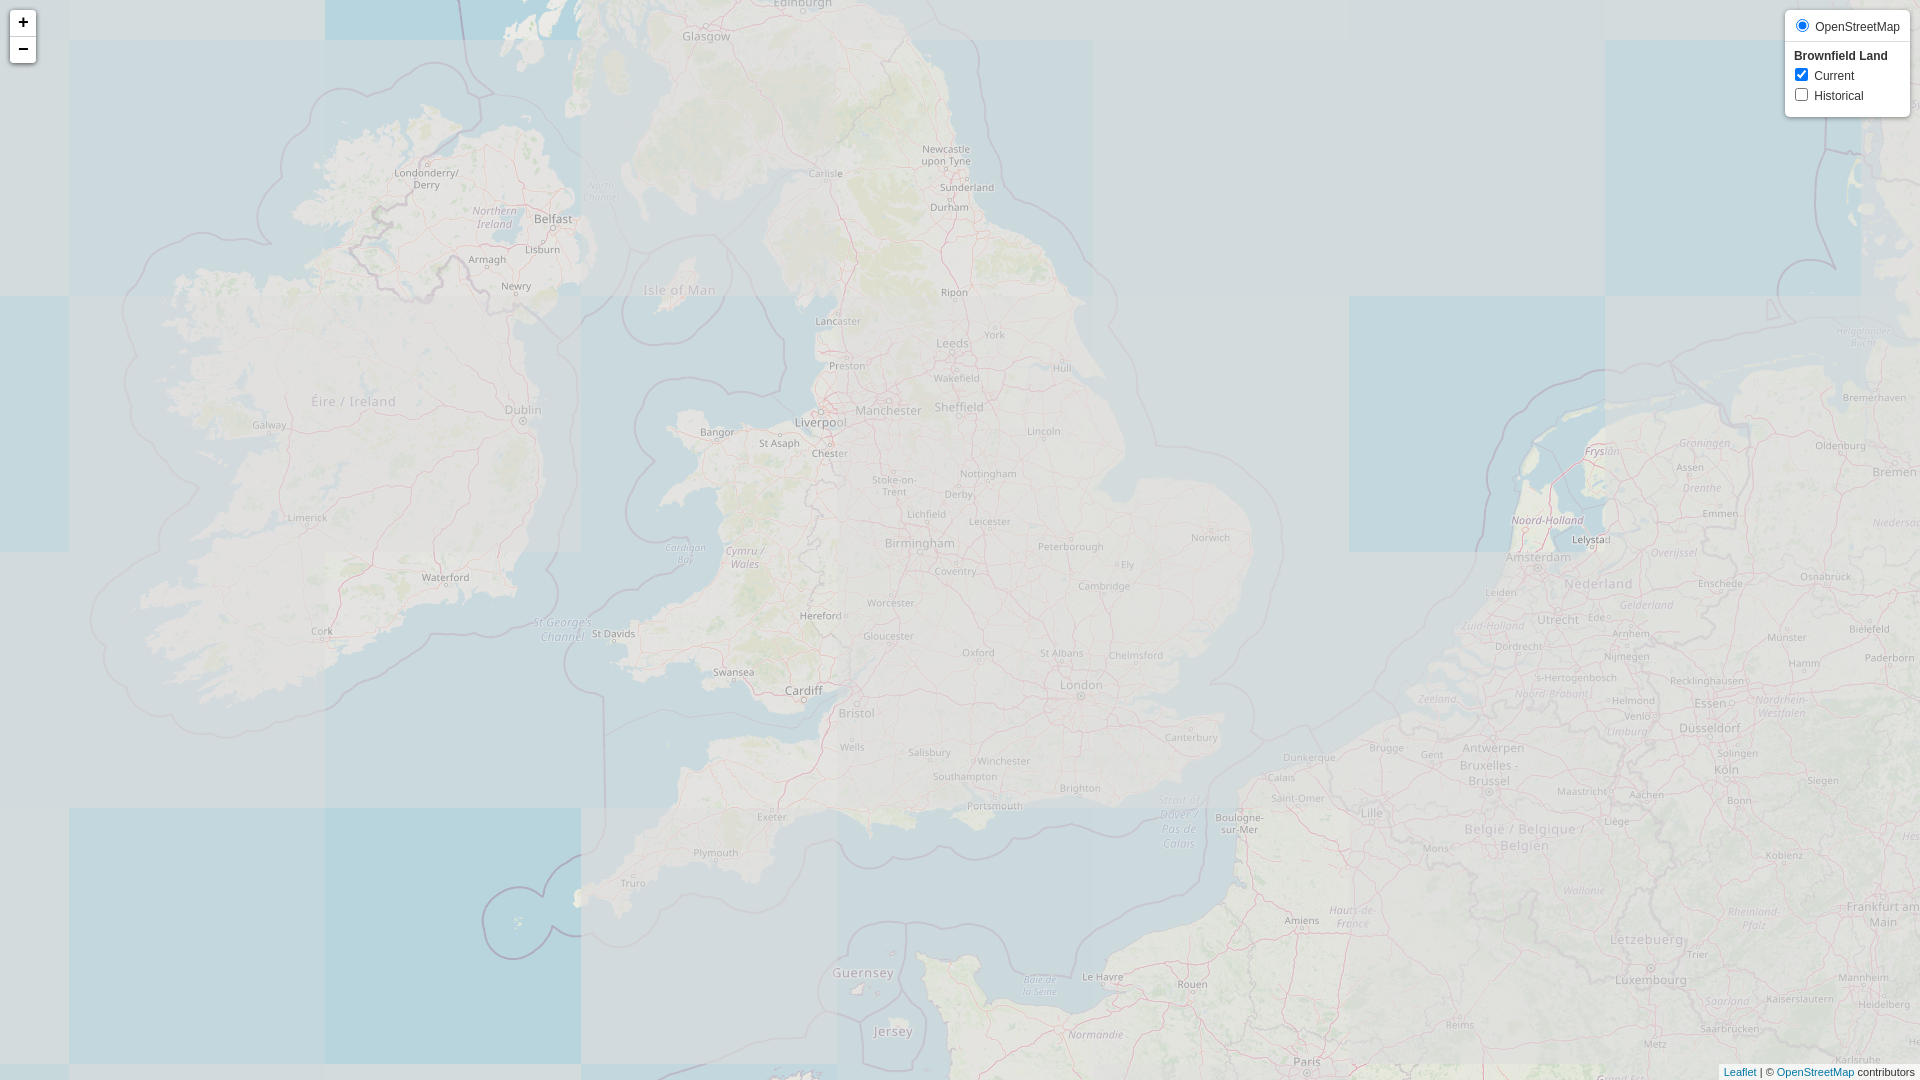 +
−
OpenStreetMap
Brownfield Land
Current
Historical
Edinburgh
Glasgow
Londonderry/
Derry
Northern
Ireland
Belfast
Lisburn
Armagh
Newry
North
Channel
Newcastle
upon Tyne
Carlisle
Sunderland
Durham
Isle of Man
Ripon
Lancaster
York
Leeds
Preston
Hull
Wakefield
Éire / Ireland
Dublin
Galway
Manchester
Sheffield
Liverpool
Bangor
St Asaph
Chester
Lincoln
Stoke-on-
Trent
Nottingham
Derby
Limerick
Lichfield
Leicester
Birmingham
Peterborough
Norwich
Cardigan
Bay
Cymru /
Wales
Coventry
Ely
Cambridge
Waterford
Worcester
Hereford
Cork
St George's
Channel
St Davids
Gloucester
Oxford
St Albans
Chelmsford
Swansea
Cardiff
London
Bristol
Wells
Salisbury
Winchester
Canterbury
Southampton
Brighton
Portsmouth
Exeter
Strait of
Dover /
Pas de
Calais
Plymouth
Truro
Guernsey
Jersey
Baie de
la Seine
Le Havre
Rouen
Normandie
Paris
Amiens
Hauts-de-
France
Reims
Boulogne-
sur-Mer
Saint-Omer
Calais
Dunkerque
Lille
Mons
Brugge
Gent
Antwerpen
Bruxelles -
Brussel
België / Belgique /
Belgien
Wallonie
Liège
Maastricht
Aachen
Limburg
Zeeland
Noord-Brabant
's-Hertogenbosch
Helmond
Venlo
Dordrecht
Zuid-Holland
Leiden
Utrecht
Ede
Arnhem
Nijmegen
Gelderland
Amsterdam
Nederland
Lelystad
Noord-Holland
Fryslân
Groningen
Assen
Drenthe
Emmen
Overijssel
Enschede
Helgoländer
Bucht
Bremerhaven
Oldenburg
Bremen
Niedersa
Osnabrück
Bielefeld
Münster
Hamm
Paderborn
Recklinghausen
Essen
Nordrhein-
Westfalen
Düsseldorf
Solingen
Köln
Siegen
Bonn
Hes
Koblenz
Frankfurt am
Main
Rheinland-
Pfalz
Lëtzebuerg
Trier
Luxembourg
Mannheim
Saarland
Kaiserslautern
Heidelberg
Saarbrücken
Metz
Karlsruhe
Grand Est
Leaflet | © OpenStreetMap contributors